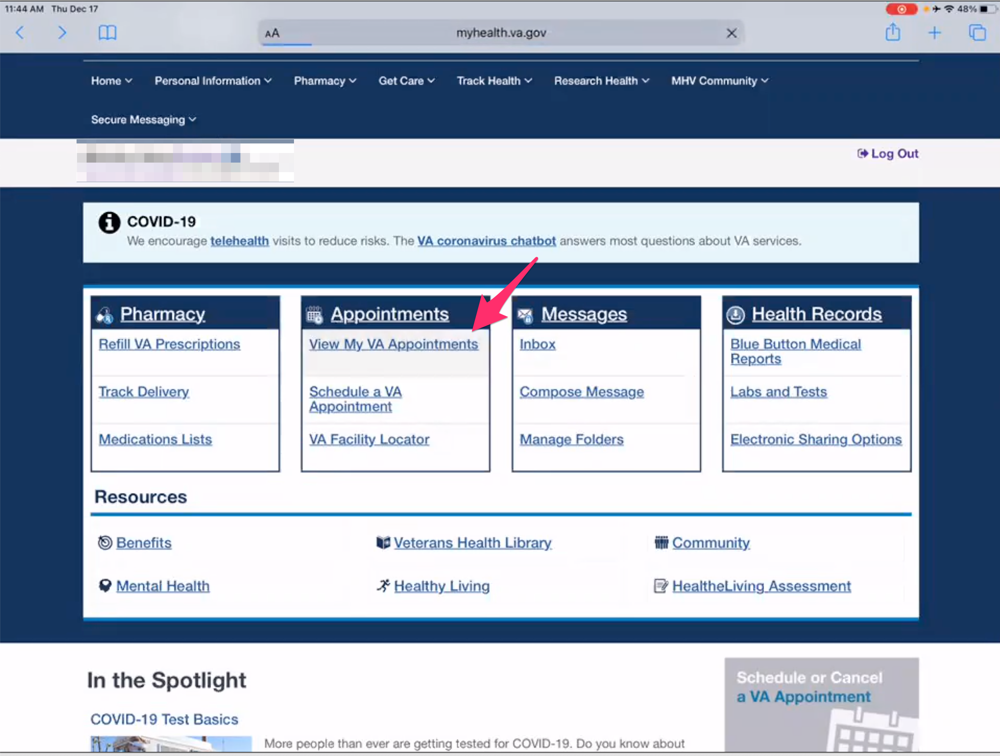 11:44 AM Thu Dec 17
48%
AA
myhealth.va.gov
Home
Personal Information
Pharmacy
Get Care
Track Health
Research Health
MHV Community
Secure Messaging
Log Out
COVID-19
We encourage telehealth visits to reduce risks. The VA coronavirus chatbot answers most questions about VA services.
Pharmacy
Refill VA Prescriptions
Track Delivery
Medications Lists
Appointments
View My VA Appointments
Schedule a VA
Appointment
VA Facility Locator
Messages
Inbox
Compose Message
Manage Folders
Health Records
Blue Button Medical
Reports
Labs and Tests
Electronic Sharing Options
Resources
Benefits
Veterans Health Library
Community
Mental Health
Healthy Living
HealtheLiving Assessment
In the Spotlight
COVID-19 Test Basics
More people than ever are getting tested for COVID-19. Do you know about
Schedule or Cancel
a VA Appointment